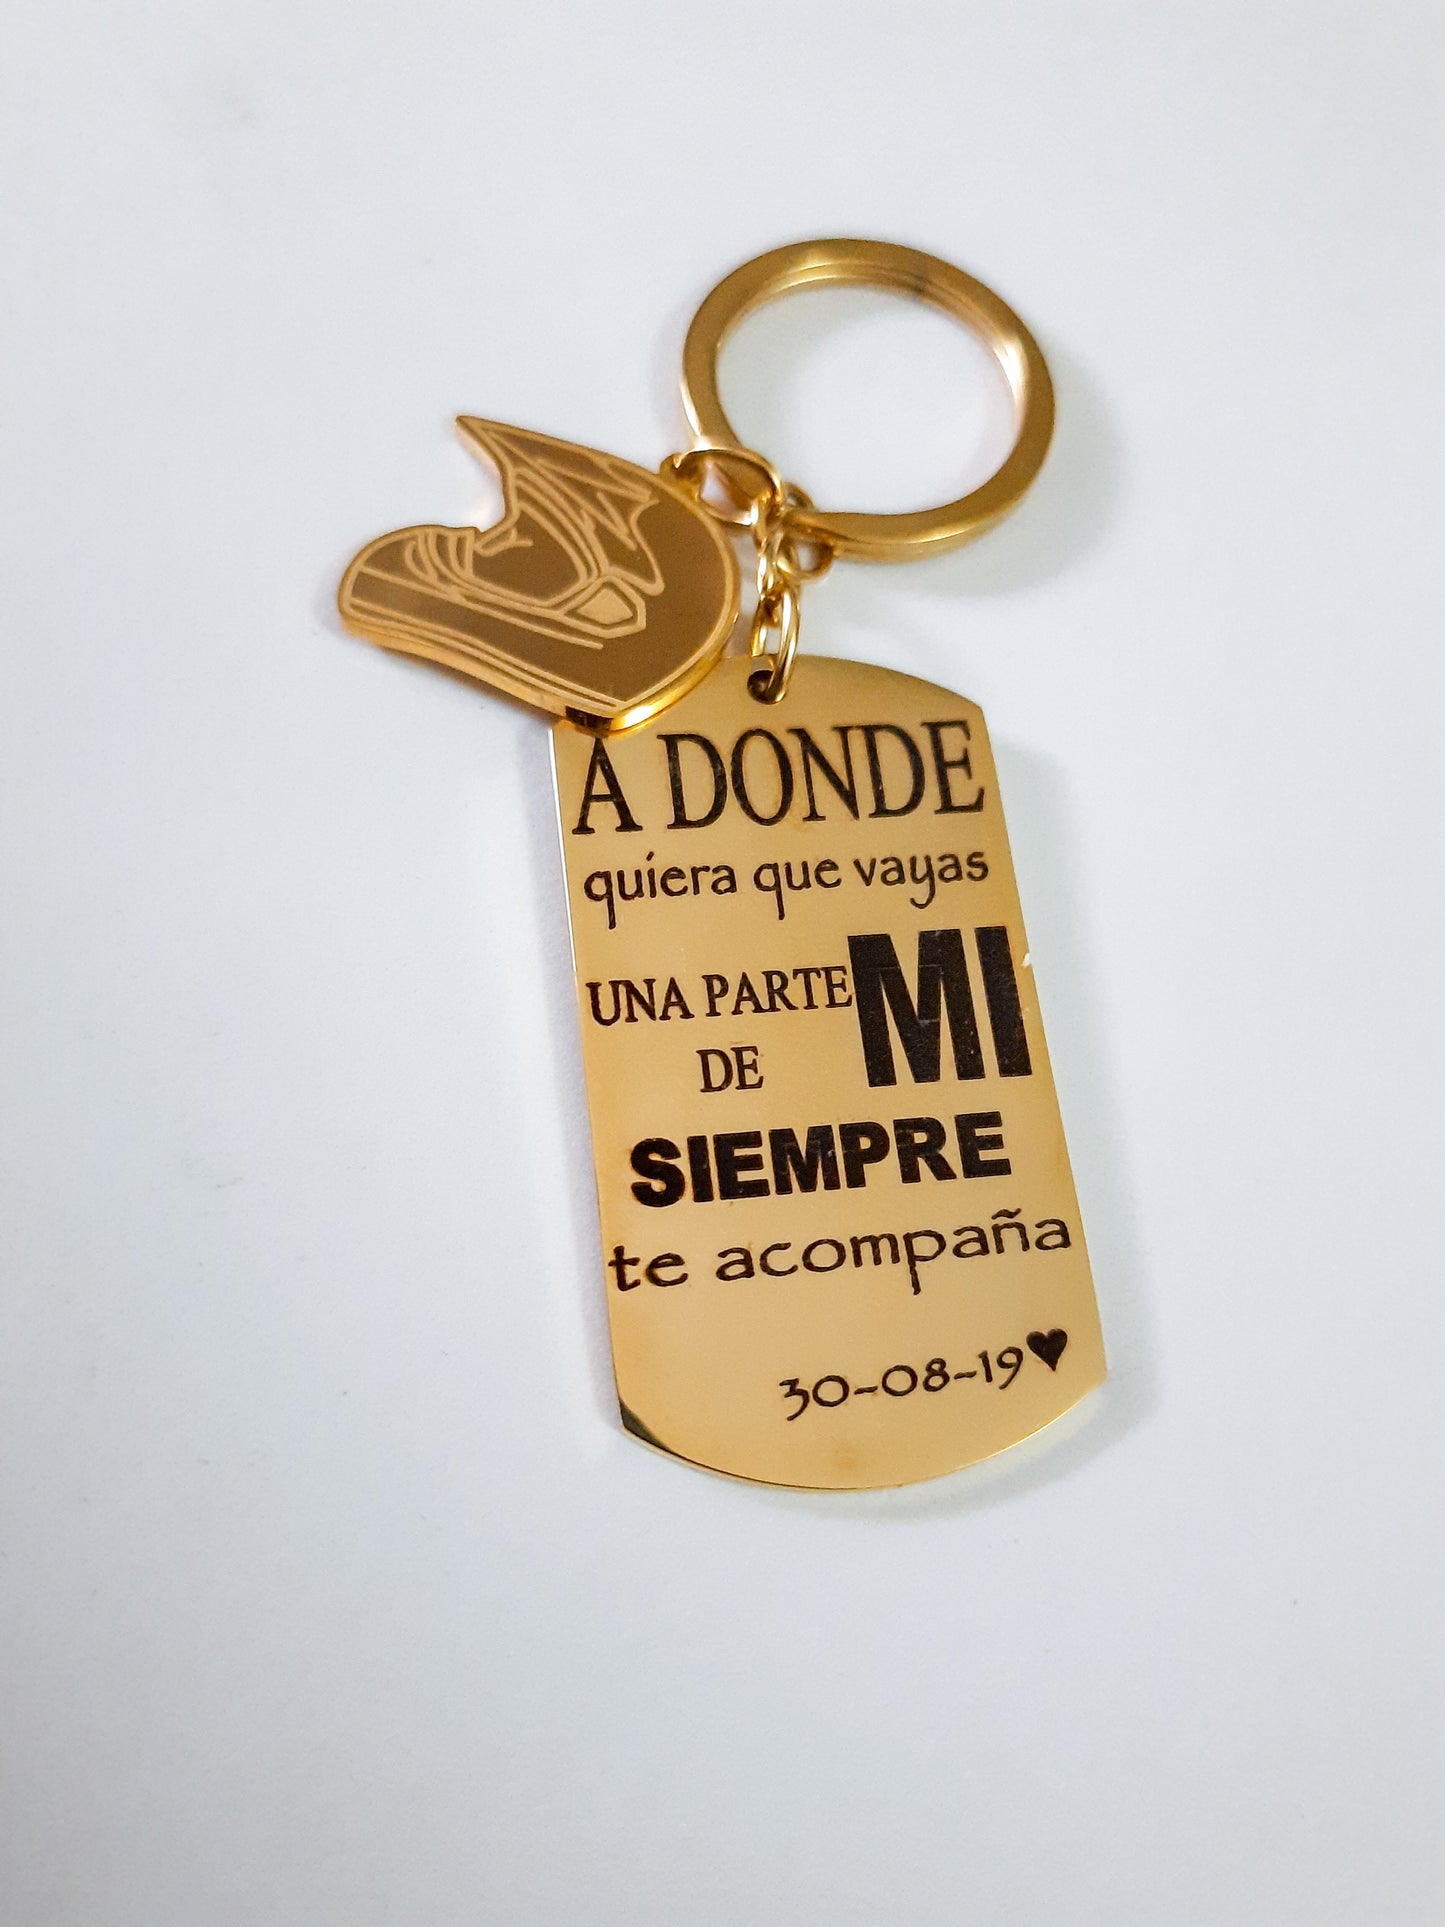 A DONDE
quiera que vayas
UNA PARTE
DE MI
SIEMPRE
te acompaña
30-08-19♥